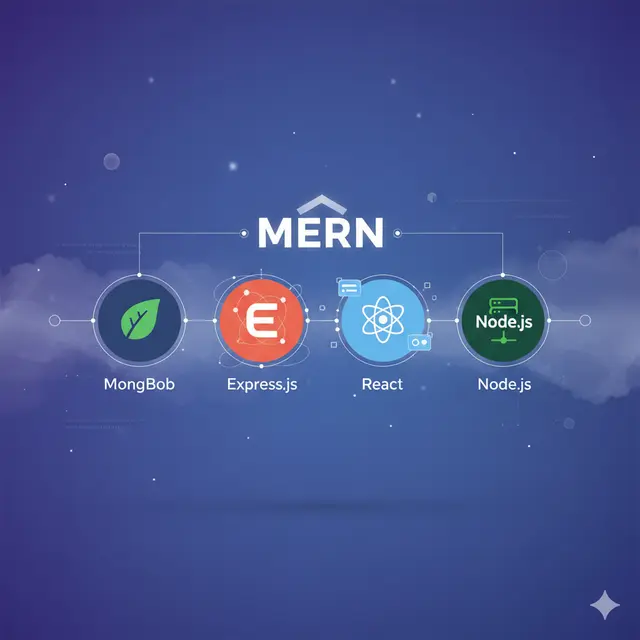 MERN
E
Node.js
MongBob
Express.js
React
Node.js